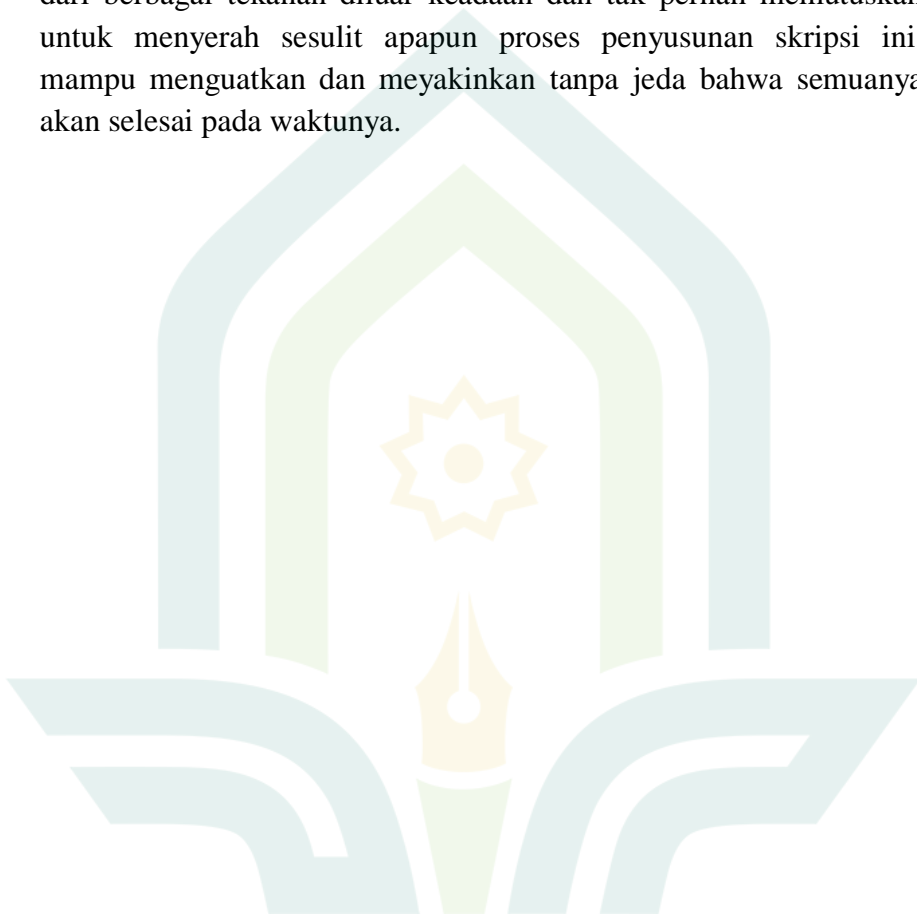 dari berbagai tekanan diluar keadaan dan tak pernah memutuskan
untuk menyerah sesulit apapun proses penyusunan skripsi ini
mampu menguatkan dan meyakinkan tanpa jeda bahwa semuanya
akan selesai pada waktunya.